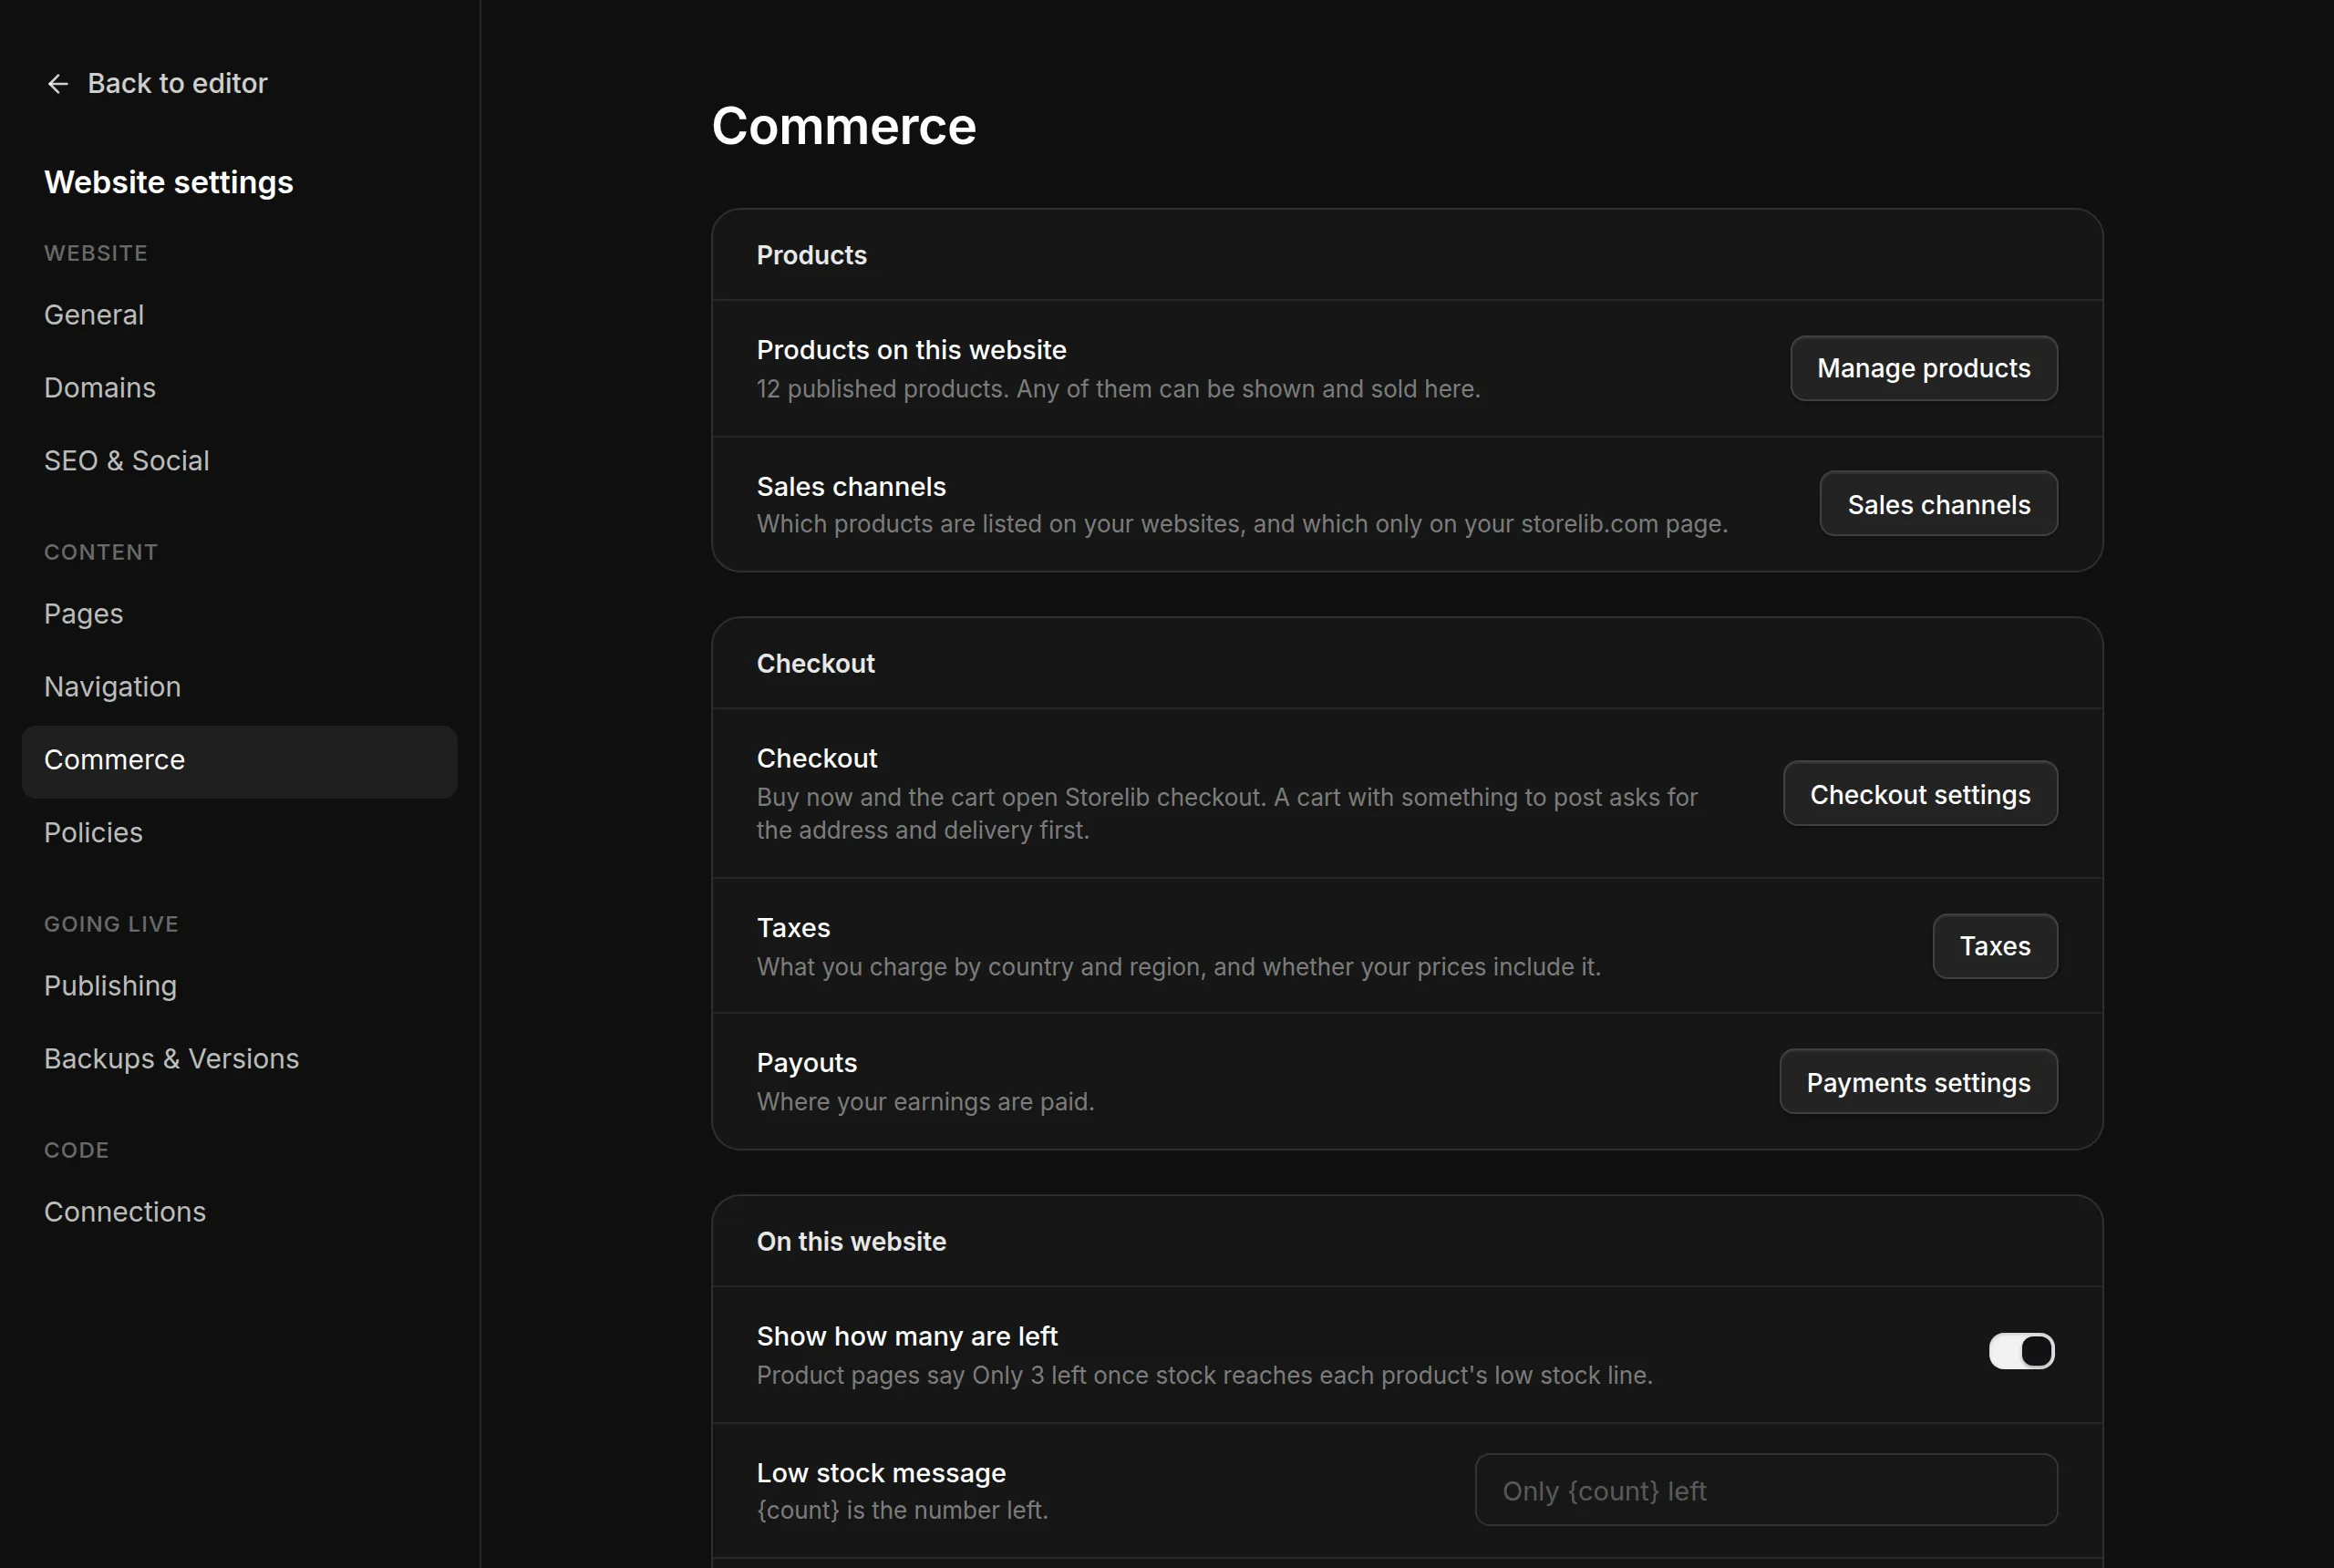 Back to editor
Website settings
WEBSITE
General
Domains
SEO & Social
CONTENT
Pages
Navigation
Commerce
Policies
GOING LIVE
Publishing
Backups & Versions
CODE
Connections
Commerce
Products
Products on this website
12 published products. Any of them can be shown and sold here.
Manage products
Sales channels
Which products are listed on your websites, and which only on your storelib.com page.
Sales channels
Checkout
Checkout
Buy now and the cart open Storelib checkout. A cart with something to post asks for
the address and delivery first.
Checkout settings
Taxes
What you charge by country and region, and whether your prices include it.
Taxes
Payouts
Where your earnings are paid.
Payments settings
On this website
Show how many are left
Product pages say Only 3 left once stock reaches each product's low stock line.
Low stock message
{count} is the number left.
Only {count} left